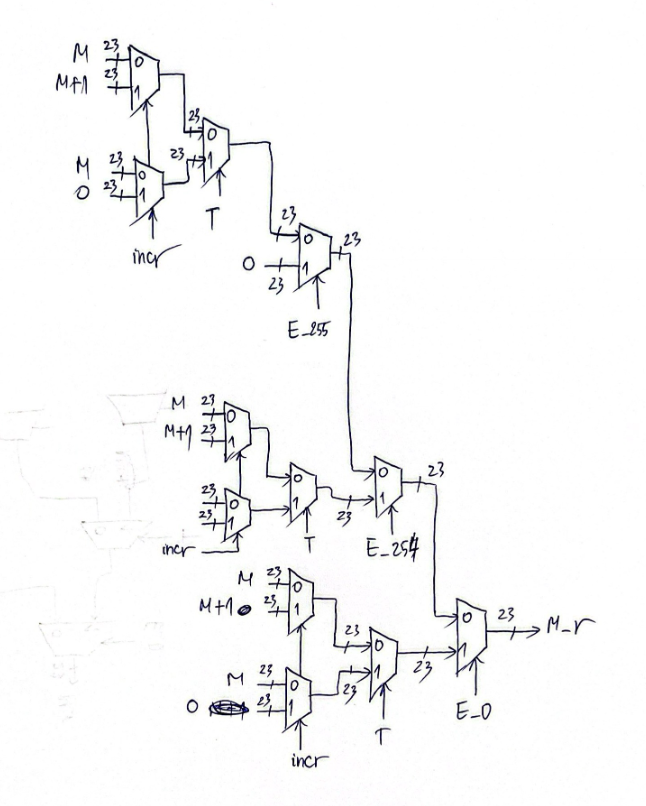 M 23 0
M+1 23 1
23 0
M 23 0 23 1
0 23 1
T
incr
23 0 23
0 23 1
E_255
M 23 0
M+1 23 1
23 0 0 0 23
23 1 1 23 1
incr T E_254
M 23 0
M+1 23 1
0 23 M_r
23 0 23 1
M 23 0 23 1
0 23 1
E_0
T
incr